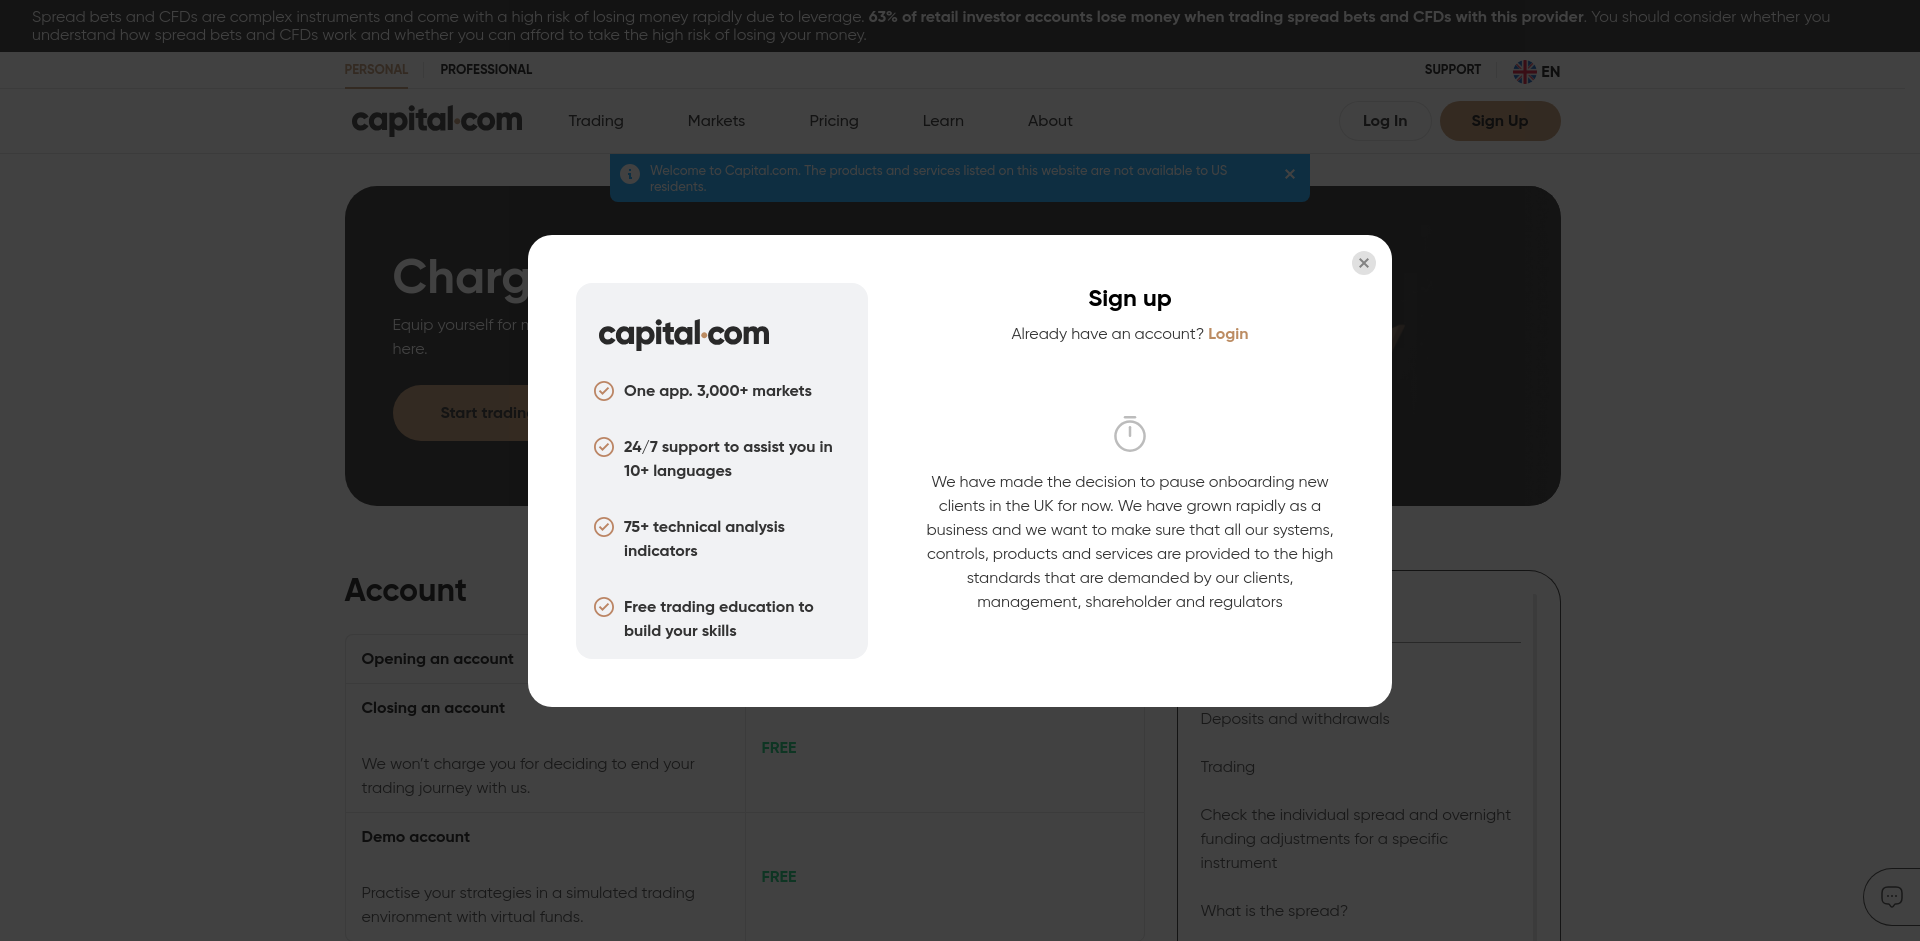 Spread bets and CFDs are complex instruments and come with a high risk of losing money rapidly due to leverage. 63% of retail investor accounts lose money when trading spread bets and CFDs with this provider. You should consider whether you
understand how spread bets and CFDs work and whether you can afford to take the high risk of losing your money.
PERSONAL PROFESSIONAL SUPPORT EN
capital.com Trading Markets Pricing Learn About Log In Sign Up
Welcome to Capital.com. The products and services listed on this website are not available to US
residents.
Equip yourself for
here.
Start trading
capital.com
One app. 3,000+ markets
24/7 support to assist you in
10+ languages
75+ technical analysis
indicators
Free trading education to
build your skills
Sign up
Already have an account? Login
We have made the decision to pause onboarding new
clients in the UK for now. We have grown rapidly as a
business and we want to make sure that all our systems,
controls, products and services are provided to the high
standards that are demanded by our clients,
management, shareholder and regulators
Account
Opening an account
Closing an account
We won't charge you for deciding to end your
trading journey with us.
FREE
Demo account
Practise your strategies in a simulated trading
environment with virtual funds.
FREE
Deposits and withdrawals
Trading
Check the individual spread and overnight
funding adjustments for a specific
instrument
What is the spread?